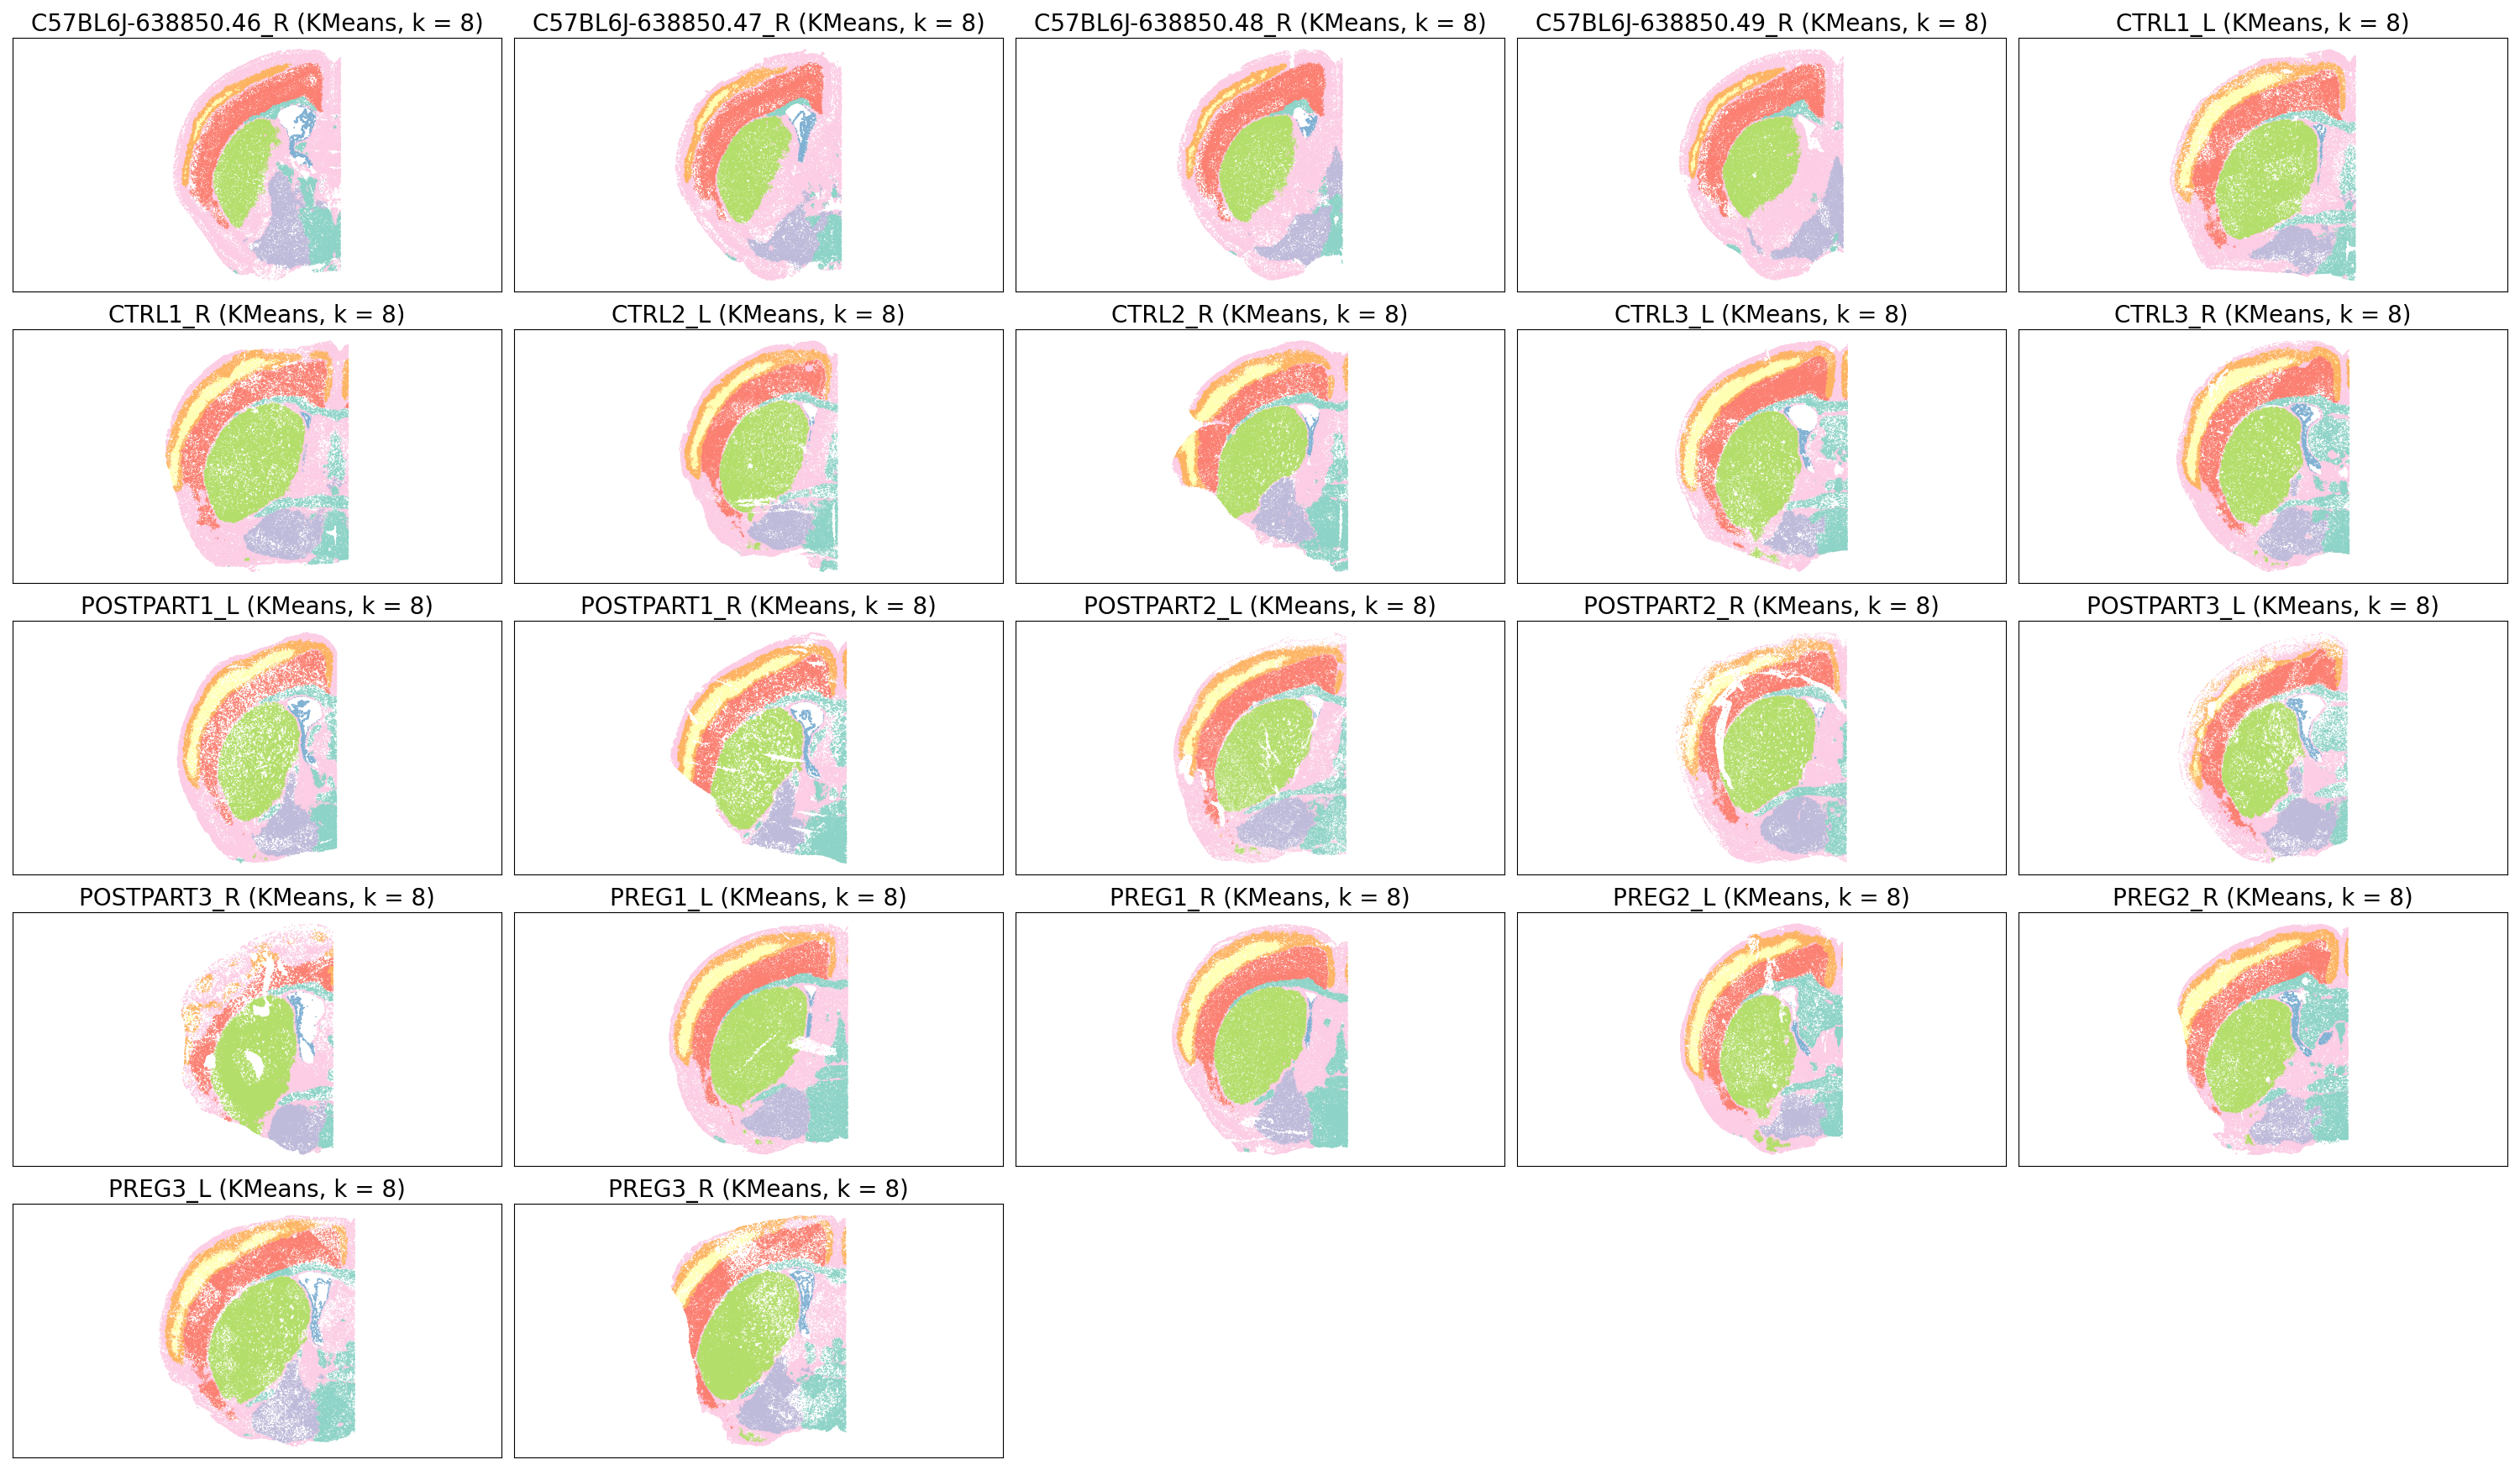 C57BL6J-638850.46_R (KMeans, k = 8)
C57BL6J-638850.47_R (KMeans, k = 8)
C57BL6J-638850.48_R (KMeans, k = 8)
C57BL6J-638850.49_R (KMeans, k = 8)
CTRL1_L (KMeans, k = 8)
CTRL1_R (KMeans, k = 8)
CTRL2_L (KMeans, k = 8)
CTRL2_R (KMeans, k = 8)
CTRL3_L (KMeans, k = 8)
CTRL3_R (KMeans, k = 8)
POSTPART1_L (KMeans, k = 8)
POSTPART1_R (KMeans, k = 8)
POSTPART2_L (KMeans, k = 8)
POSTPART2_R (KMeans, k = 8)
POSTPART3_L (KMeans, k = 8)
POSTPART3_R (KMeans, k = 8)
PREG1_L (KMeans, k = 8)
PREG1_R (KMeans, k = 8)
PREG2_L (KMeans, k = 8)
PREG2_R (KMeans, k = 8)
PREG3_L (KMeans, k = 8)
PREG3_R (KMeans, k = 8)